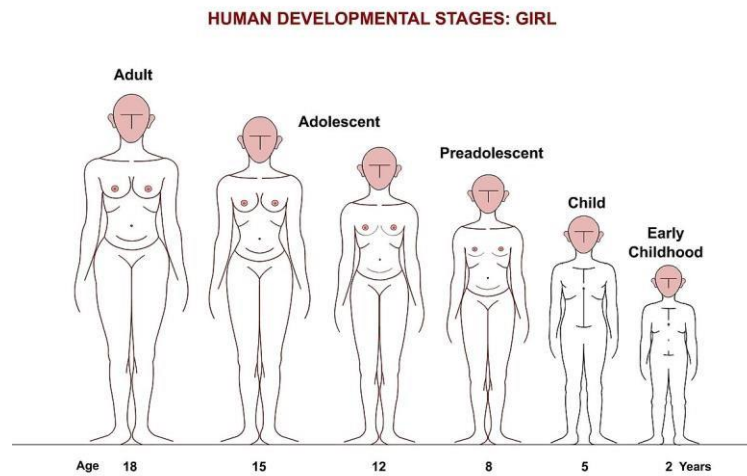 HUMAN DEVELOPMENTAL STAGES: GIRL
Adult
Adolescent
Preadolescent
Child
Early
Childhood
Age 18 15 12 8 5 2 Years